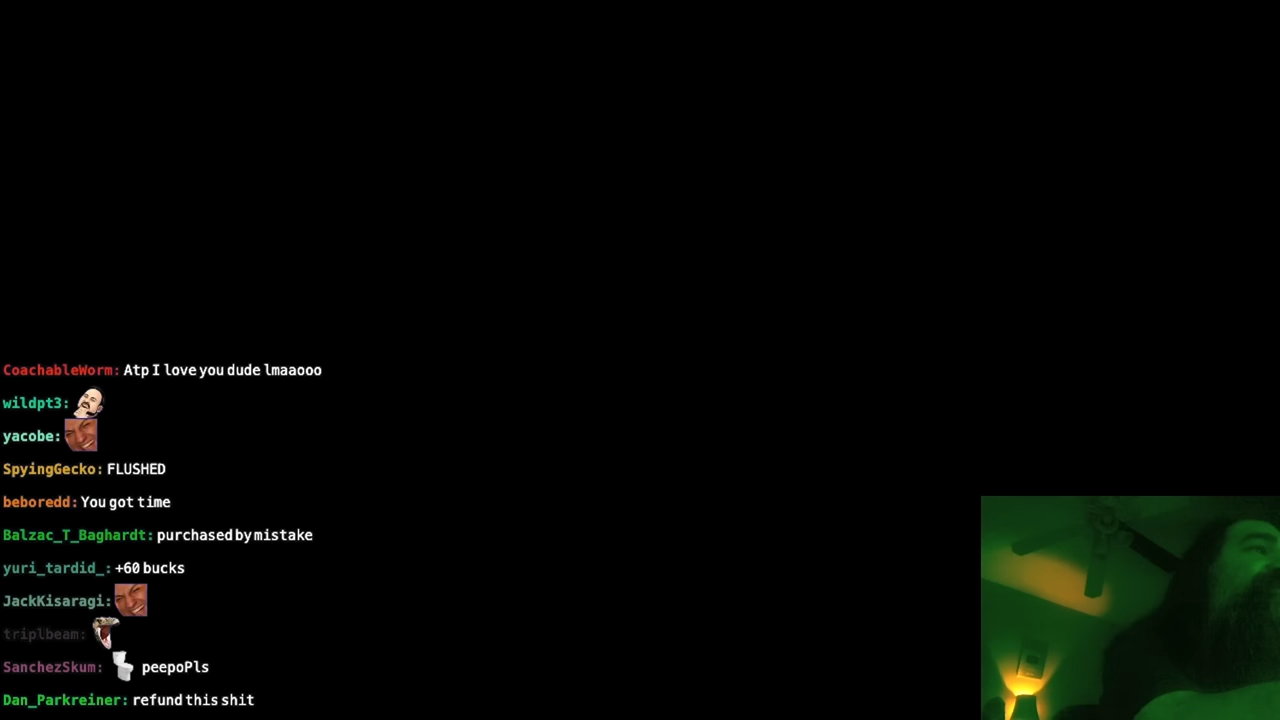 CoachableWorm: Atp I love you dude lmaaooo
wildpt3:
yacobe:
SpyingGecko: FLUSHED
beboredd: You got time
Balzac_T_Baghardt: purchased by mistake
yuri_tardid_: +60 bucks
JackKisaragi:
triplbeam:
SanchezSkum: peepoPls
Dan_Parkreiner: refund this shit